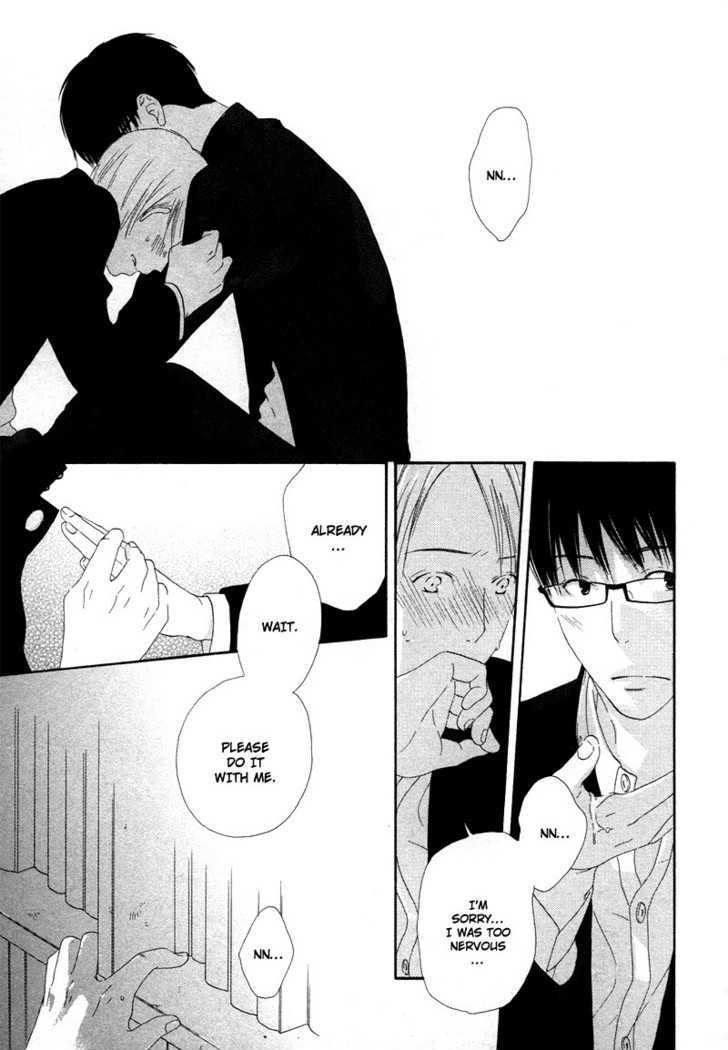 NN...
I'M
SORRY...
I WAS TOO
NERVOUS
...
NN...
ALREADY
...
WAIT.
PLEASE
DO IT
WITH ME.
NN...